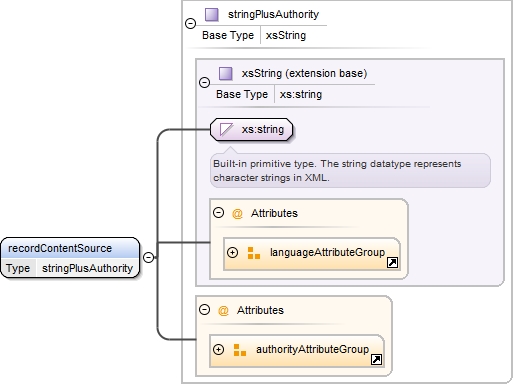 stringPlusAuthority
Base Type xsString
xsString (extension base)
Base Type xs:string
xs:string
Built-in primitive type. The string datatype represents
character strings in XML.
@ Attributes
languageAttributeGroup
recordContentSource
Type stringPlusAuthority
@ Attributes
authorityAttributeGroup